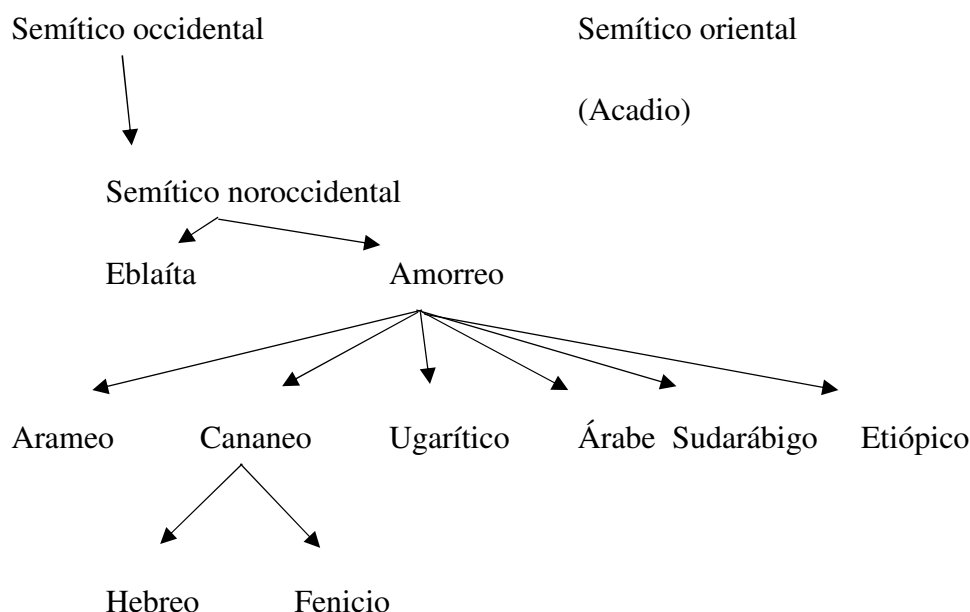 Semítico occidental Semítico oriental
(Acadio)
Semítico noroccidental
Eblaíta Amorreo
Arameo Cananeo Ugarítico Árabe Sudarábigo Etiópico
Hebreo Fenicio